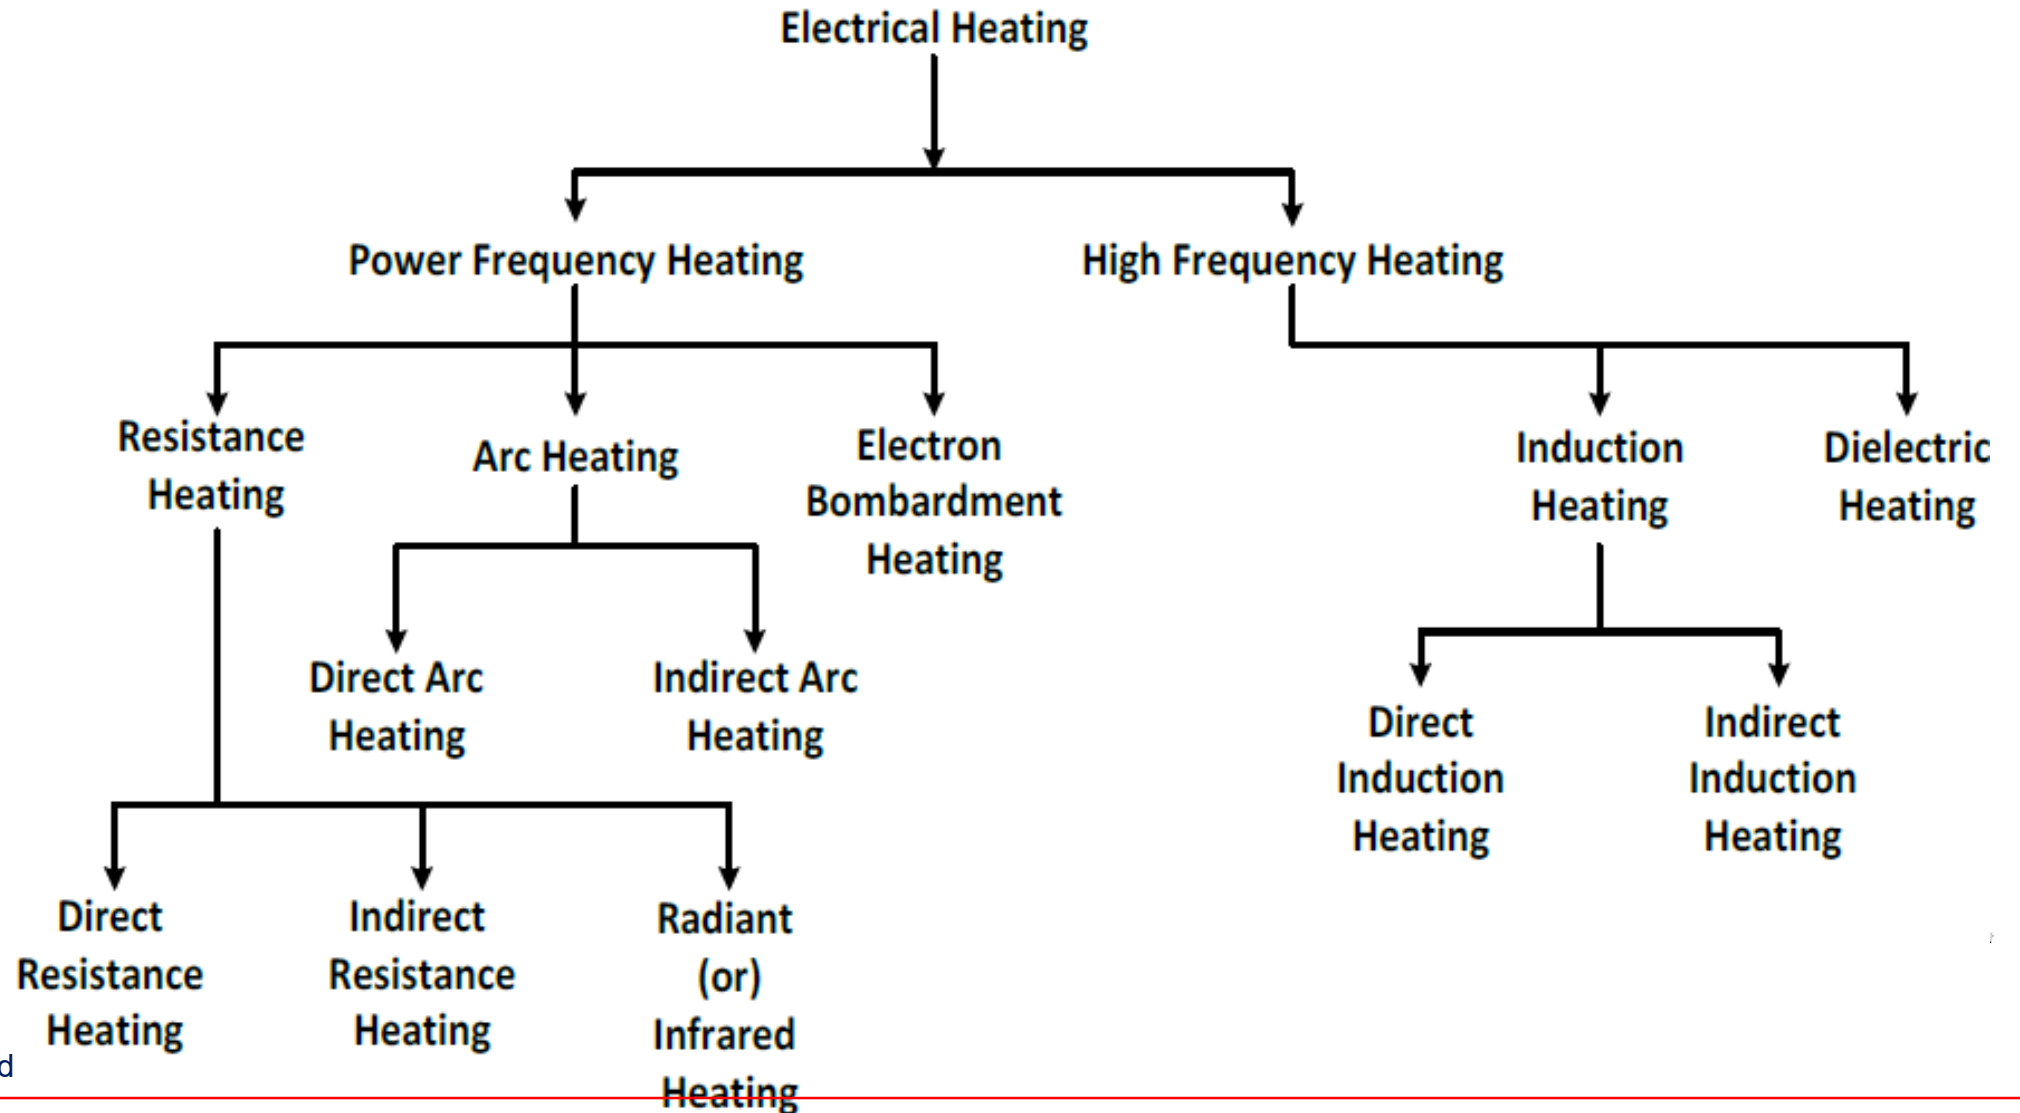 Electrical Heating
Power Frequency Heating
High Frequency Heating
Resistance
Heating
Arc Heating
Electron
Bombardment
Heating
Induction
Heating
Dielectric
Heating
Direct Arc
Heating
Indirect Arc
Heating
Direct
Induction
Heating
Indirect
Induction
Heating
Direct
Resistance
Heating
Indirect
Resistance
Heating
Radiant
(or)
Infrared
Heating
d